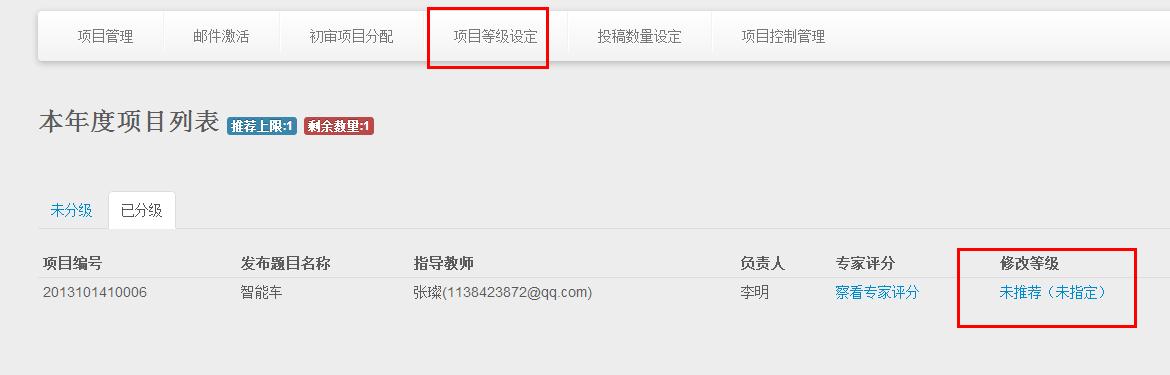 项目管理 邮件激活 初审项目分配 项目等级设定 投稿数量设定 项目控制管理
本年度项目列表 推荐上限:1 剩余数量:1
未分级 已分级
项目编号 发布题目名称 指导教师 负责人 专家评分 修改等级
2013101410006 智能车 张璨(1138423872@qq.com) 李明 察看专家评分 未推荐（未指定）